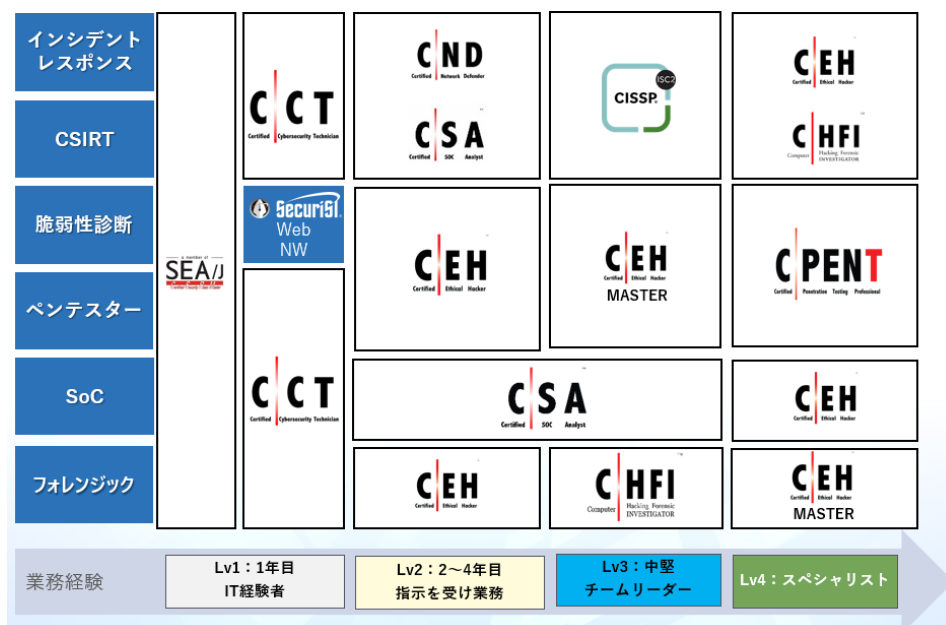 インシデント
レスポンス
CSIRT
脆弱性診断
ペンテスター
SoC
フォレンジック
a member of
SEA/J
CCT
Certified Cybersecurity Technician
SecuriST.
Web
NW
CCT
Certified Cybersecurity Technician
CND
Certified Network Defender
CSA
Certified SOC Analyst
CISSP.
ISC2
CEH
Certified Ethical Hacker
CHFI
Computer Hacking Forensic
INVESTIGATOR
CEH
Certified Ethical Hacker
CEH
Certified Ethical Hacker
MASTER
CPENT
Certified Penetration Testing Professional
CSA
Certified SOC Analyst
CEH
Certified Ethical Hacker
CEH
Certified Ethical Hacker
CHFI
Computer Hacking Forensic
INVESTIGATOR
CEH
Certified Ethical Hacker
MASTER
業務経験
Lv1：1年目
IT経験者
Lv2：2～4年目
指示を受け業務
Lv3：中堅
チームリーダー
Lv4：スペシャリスト